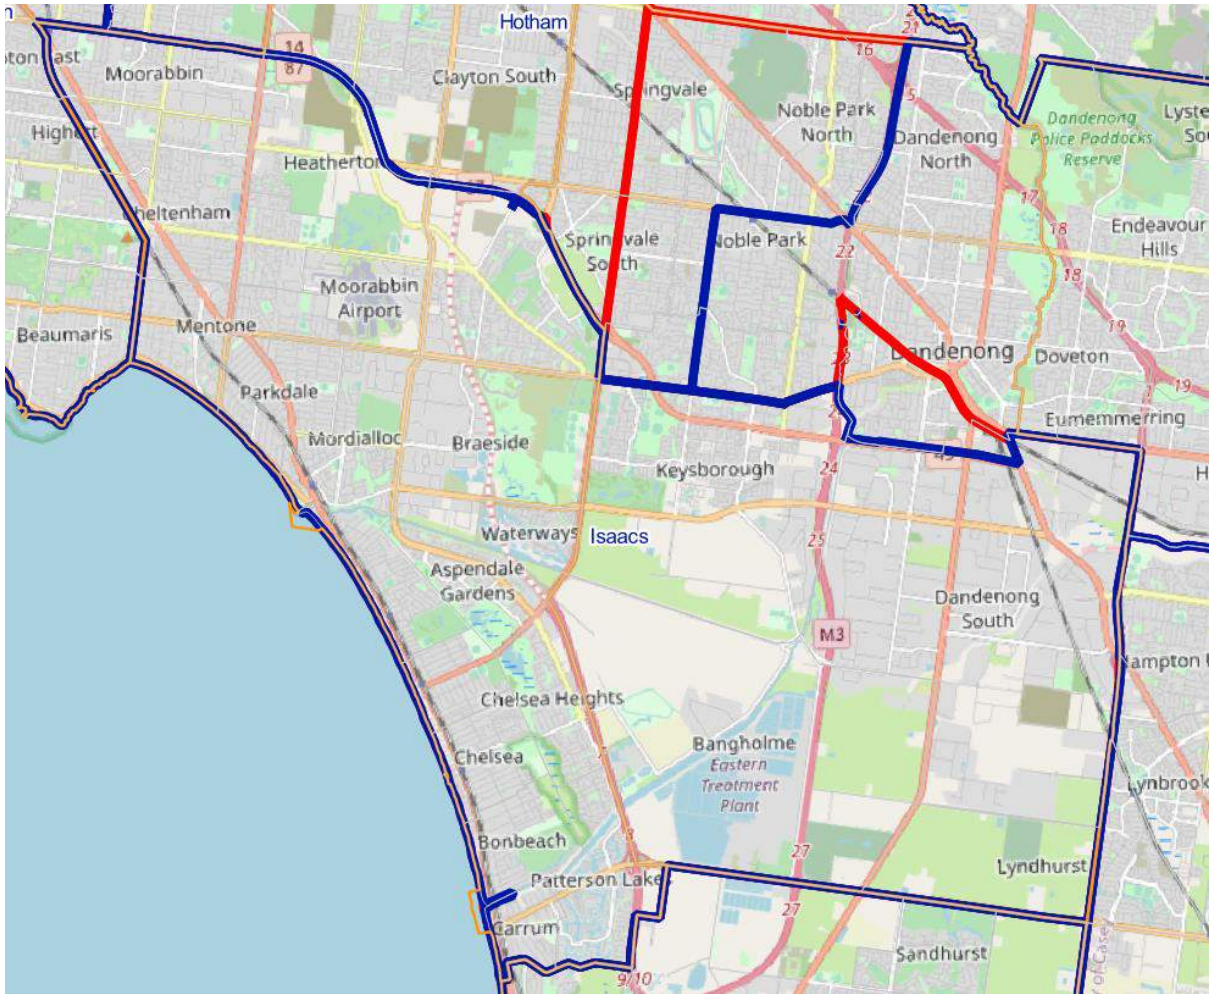 Hotham
21
14
87
Moorabbin
Clayton South
16
Springvale
15
Highett
Noble Park
North
Dandenong
North
Dandenong
Police Paddocks
Reserve
Heatherton
17
Cheltenham
Springvale
South
Noble Park
18
Endeavour
Hills
22
18
Moorabbin
Airport
Beaumaris
Mentone
Dandenong
Doveton
19
19
Parkdale
Eumemmerring
Mordialloc
Braeside
Keysborough
24
Waterways
Isaacs
25
Aspendale
Gardens
Dandenong
South
M3
Chelsea Heights
Bangholme
Eastern
Treatment
Plant
Chelsea
Lynbrook
Bonbeach
27
Lyndhurst
Patterson Lakes
27
Carrum
Sandhurst
9/10